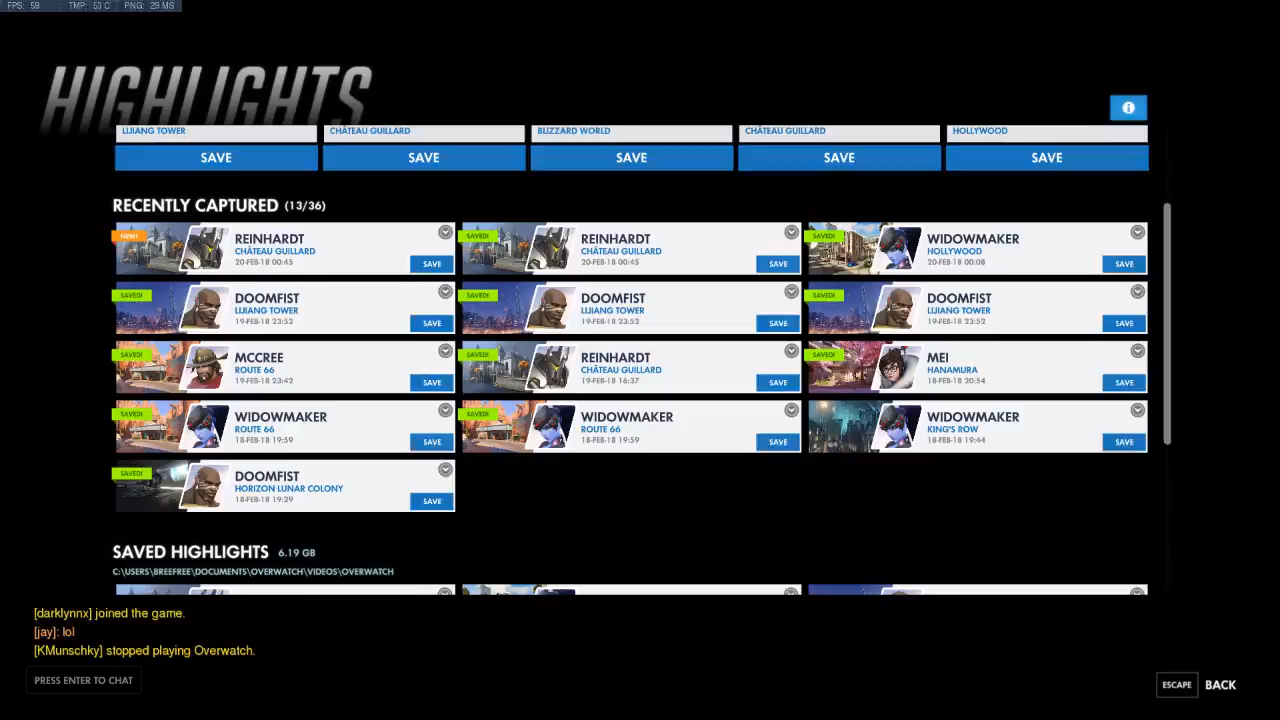 FPS: 59 TMP: 53 C PNG: 29 MS
HIGHLIGHTS
LIJIANG TOWER CHÂTEAU GUILLARD BLIZZARD WORLD CHÂTEAU GUILLARD HOLLYWOOD
SAVE SAVE SAVE SAVE SAVE
RECENTLY CAPTURED (13/36)
NEW! REINHARDT SAVED! REINHARDT SAVED! WIDOWMAKER
CHÂTEAU GUILLARD CHÂTEAU GUILLARD HOLLYWOOD
20-FEB-18 00:45 SAVE 20-FEB-18 00:45 SAVE 20-FEB-18 00:08 SAVE
SAVED! DOOMFIST SAVED! DOOMFIST SAVED! DOOMFIST
LIJIANG TOWER LIJIANG TOWER LIJIANG TOWER
19-FEB-18 23:52 SAVE 19-FEB-18 23:52 SAVE 19-FEB-18 23:52 SAVE
SAVED! MCCREE SAVED! REINHARDT SAVED! MEI
ROUTE 66 CHÂTEAU GUILLARD HANAMURA
19-FEB-18 23:42 SAVE 19-FEB-18 16:37 SAVE 18-FEB-18 20:54 SAVE
SAVED! WIDOWMAKER SAVED! WIDOWMAKER WIDOWMAKER
ROUTE 66 ROUTE 66 KING'S ROW
18-FEB-18 19:59 SAVE 18-FEB-18 19:59 SAVE 18-FEB-18 19:44 SAVE
SAVED! DOOMFIST
HORIZON LUNAR COLONY
18-FEB-18 19:29 SAVE
SAVED HIGHLIGHTS 6.19 GB
C:\USERS\BREEFREE\DOCUMENTS\OVERWATCH\VIDEOS\OVERWATCH
[darklynnx] joined the game.
[jay]: lol
[KMunschky] stopped playing Overwatch.
PRESS ENTER TO CHAT
ESCAPE BACK